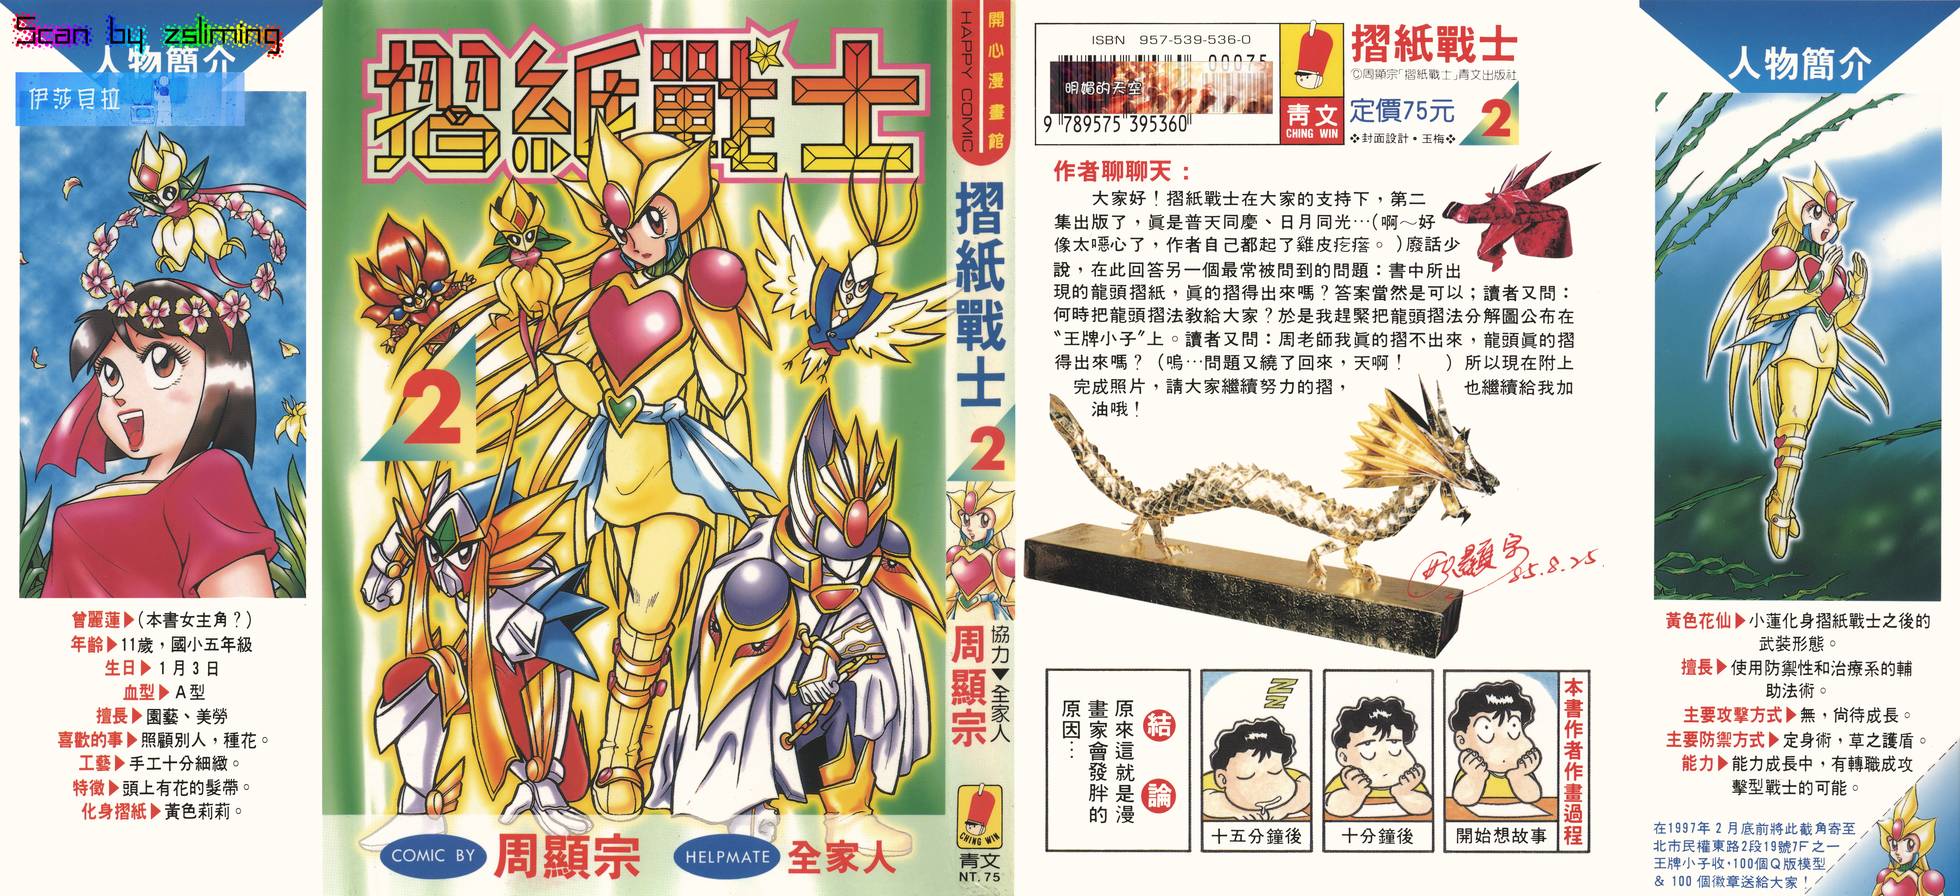 Scan by zsliming
人物簡介
伊莎貝拉
曾麗蓮▶(本書女主角？)
年齡▶11歲，國小五年級
生日▶1月3日
血型▶A型
擅長▶園藝、美勞
喜歡的事▶照顧別人，種花。
工藝▶手工十分細緻。
特徵▶頭上有花的髮帶。
化身摺紙▶黃色莉莉。
摺紙戰士
2
COMIC BY 周顯宗 HELPMATE 全家人
開心漫畫館
HAPPY COMIC
摺紙戰士
2
協力▼全家人
周顯宗
CHING WIN
青文
NT. 75
ISBN 957-539-536-0
00075
明媚的天空
9 789575 395360
青文
CHING WIN
摺紙戰士
©周顯宗「摺紙戰士」青文出版社
定價75元
2
❖封面設計・玉梅❖
作者聊聊天：
大家好！摺紙戰士在大家的支持下，第二
集出版了，眞是普天同慶、日月同光…(啊～好
像太噁心了，作者自己都起了雞皮疙瘩。)廢話少
說，在此回答另一個最常被問到的問題：書中所出
現的龍頭摺紙，眞的摺得出來嗎？答案當然是可以；讀者又問：
何時把龍頭摺法教給大家？於是我趕緊把龍頭摺法分解圖公布在
〝王牌小子〞上。讀者又問：周老師我眞的摺不出來，龍頭眞的摺
得出來嗎？(嗚…問題又繞了回來，天啊！　)所以現在附上
完成照片，請大家繼續努力的摺，　也繼續給我加
油哦！
周顯宗 85.8.25.
本書作者作畫過程
開始想故事
十分鐘後
十五分鐘後
ZZZ
結論
原來這就是漫
畫家會發胖的
原因…
人物簡介
黃色花仙▶小蓮化身摺紙戰士之後的
武裝形態。
擅長▶使用防禦性和治療系的輔
助法術。
主要攻擊方式▶無，尚待成長。
主要防禦方式▶定身術，草之護盾。
能力▶能力成長中，有轉職成攻
擊型戰士的可能。
在1997年2月底前將此截角寄至
北市民權東路2段19號7F之一
王牌小子收，100個Q版模型
& 100個徽章送給大家！